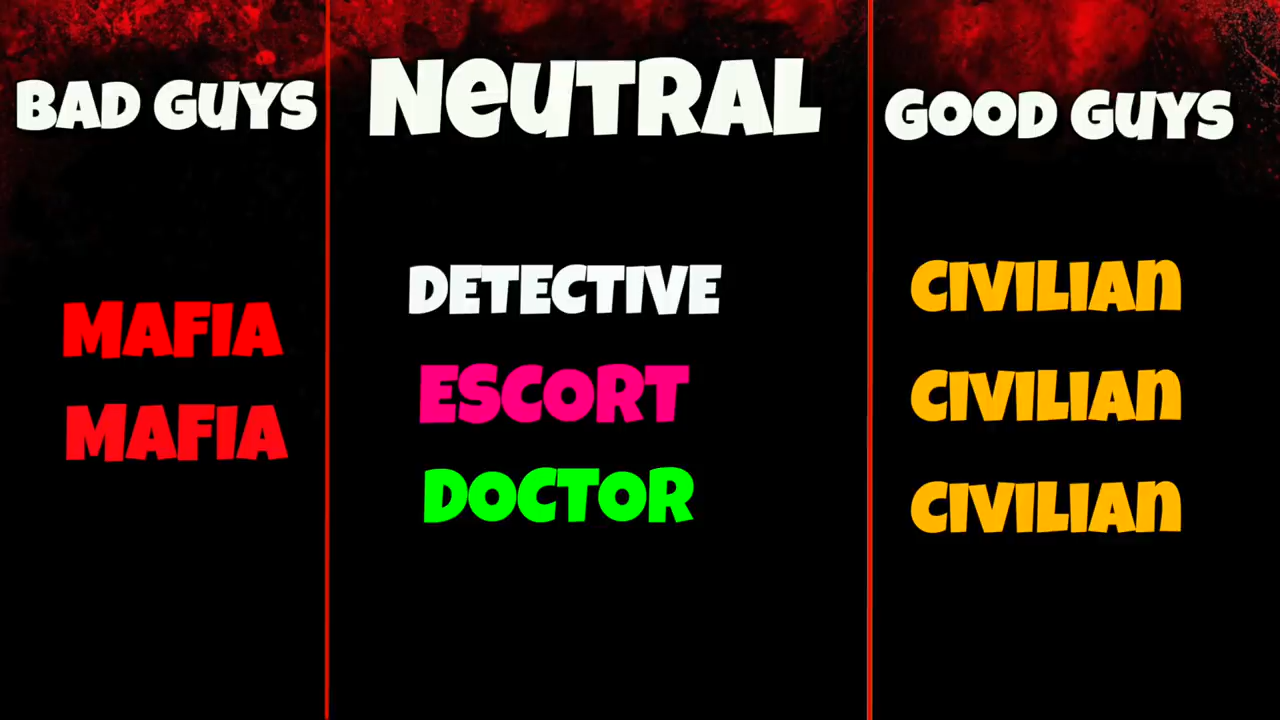 BAD GUYS
MAFIA
MAFIA
NEUTRAL
DETECTIVE
ESCORT
DOCTOR
GOOD GUYS
CIVILIAN
CIVILIAN
CIVILIAN